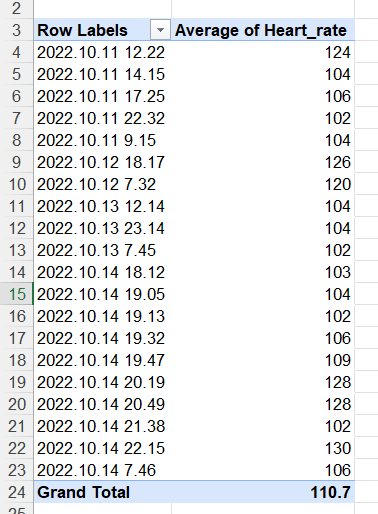 2
3 Row Labels Average of Heart_rate
4 2022.10.11 12.22 124
5 2022.10.11 14.15 104
6 2022.10.11 17.25 106
7 2022.10.11 22.32 102
8 2022.10.11 9.15 104
9 2022.10.12 18.17 126
10 2022.10.12 7.32 120
11 2022.10.13 12.14 104
12 2022.10.13 23.14 104
13 2022.10.13 7.45 102
14 2022.10.14 18.12 103
15 2022.10.14 19.05 104
16 2022.10.14 19.13 102
17 2022.10.14 19.32 106
18 2022.10.14 19.47 109
19 2022.10.14 20.19 128
20 2022.10.14 20.49 128
21 2022.10.14 21.38 102
22 2022.10.14 22.15 130
23 2022.10.14 7.46 106
24 Grand Total 110.7
25